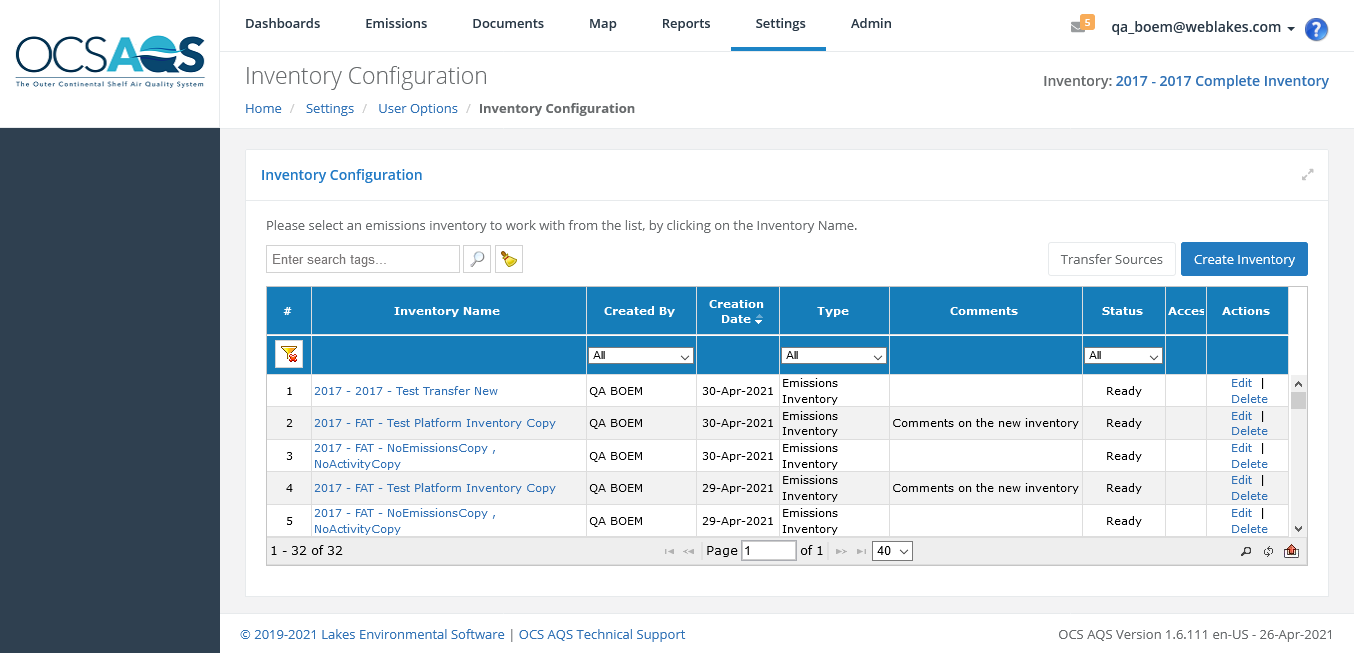 OCSAQS
The Outer Continental Shelf Air Quality System
Dashboards Emissions Documents Map Reports Settings Admin
5 qa_boem@weblakes.com ?
Inventory Configuration
Inventory: 2017 - 2017 Complete Inventory
Home / Settings / User Options / Inventory Configuration
Inventory Configuration
Please select an emissions inventory to work with from the list, by clicking on the Inventory Name.
Enter search tags...
Transfer Sources Create Inventory
# Inventory Name Created By Creation Date Type Comments Status Acces Actions
All All All
1 2017 - 2017 - Test Transfer New QA BOEM 30-Apr-2021 Emissions Inventory Ready Edit | Delete
2 2017 - FAT - Test Platform Inventory Copy QA BOEM 30-Apr-2021 Emissions Inventory Comments on the new inventory Ready Edit | Delete
3 2017 - FAT - NoEmissionsCopy , NoActivityCopy QA BOEM 30-Apr-2021 Emissions Inventory Ready Edit | Delete
4 2017 - FAT - Test Platform Inventory Copy QA BOEM 29-Apr-2021 Emissions Inventory Comments on the new inventory Ready Edit | Delete
5 2017 - FAT - NoEmissionsCopy , NoActivityCopy QA BOEM 29-Apr-2021 Emissions Inventory Ready Edit | Delete
1 - 32 of 32 Page 1 of 1 40
© 2019-2021 Lakes Environmental Software | OCS AQS Technical Support
OCS AQS Version 1.6.111 en-US - 26-Apr-2021